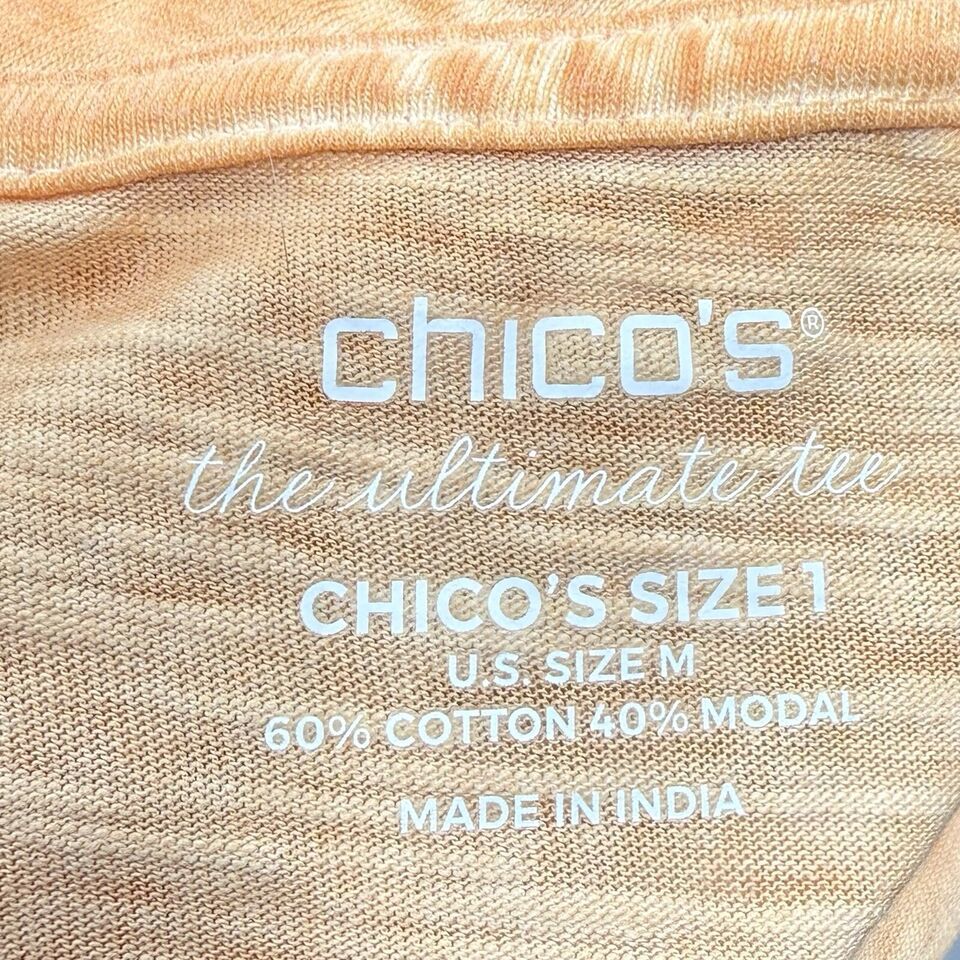 chico's®
the ultimate tee
CHICO'S SIZE 1
U.S. SIZE M
60% COTTON 40% MODAL
MADE IN INDIA